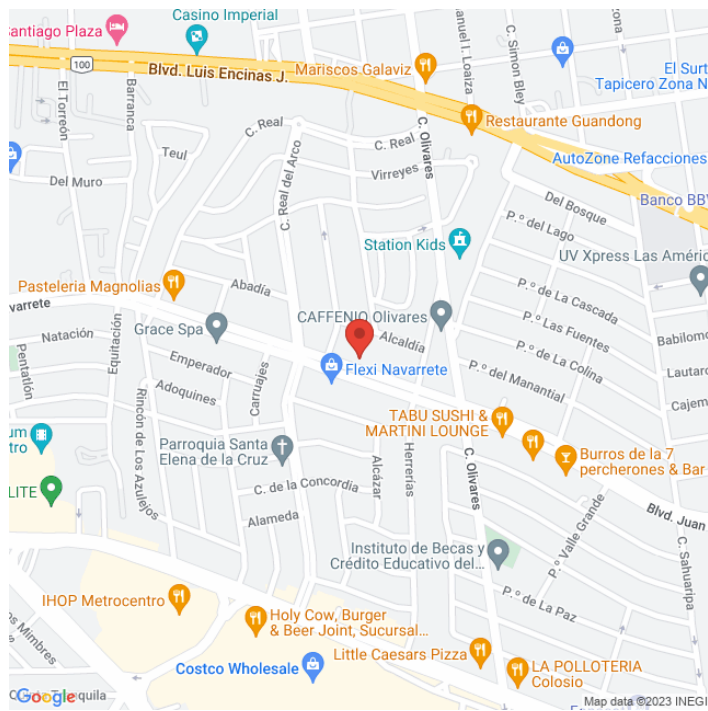 Casino Imperial
Santiago Plaza
100
Blvd. Luis Encinas J.
Mariscos Galaviz
C. Simon Bley
El Surt
Tapicero Zona N
El Torreón
Barranca
Restaurante Guandong
C. Real
C. Real
C. Olivares
Teul
Virreyes
AutoZone Refacciones
Del Muro
C. Real del Arco
Banco BB
Del Bosque
P.º del Lago
Station Kids
UV Xpress Las Améric
Pasteleria Magnolias
Abadía
P.º de La Cascada
avarrete
Grace Spa
CAFFENIO Olivares
P.º Las Fuentes
Natación
Equitación
Alcaldía
Babilomo
P.º de La Colina
Pentatlón
Emperador
Flexi Navarrete
P.º del Manantial
Lautaro
Adoquines
Carruajes
Cajem
Rincón de Los Azulejos
TABU SUSHI &
MARTINI LOUNGE
Parroquia Santa
Elena de la Cruz
Burros de la 7
percherones & Bar
Alcázar
Herrerías
C. Olivares
LITE
C. de la Concordia
Blvd. Juan
Alameda
P.º Valle Grande
C. Sahuaripa
Instituto de Becas y
Crédito Educativo del...
IHOP Metrocentro
P.º de La Paz
Holy Cow, Burger
& Beer Joint, Sucursal...
os Mimbres
Little Caesars Pizza
Costco Wholesale
LA POLLOTERIA
Colosio
Google
Map data ©2023 INEGI